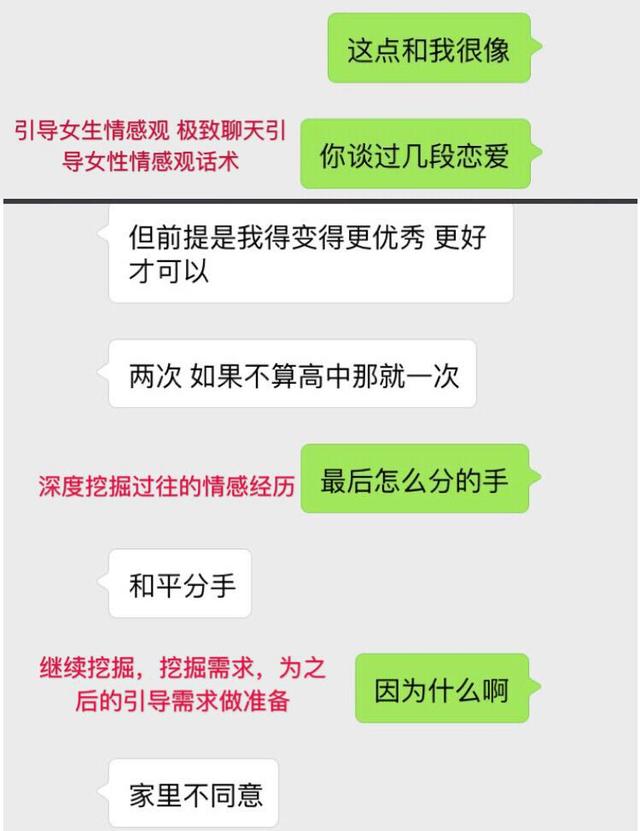 这点和我很像
引导女生情感观 极致聊天引
导女性情感观话术
你谈过几段恋爱
但前提是我得变得更优秀 更好
才可以
两次 如果不算高中那就一次
深度挖掘过往的情感经历
最后怎么分的手
和平分手
继续挖掘，挖掘需求，为之
后的引导需求做准备
因为什么啊
家里不同意